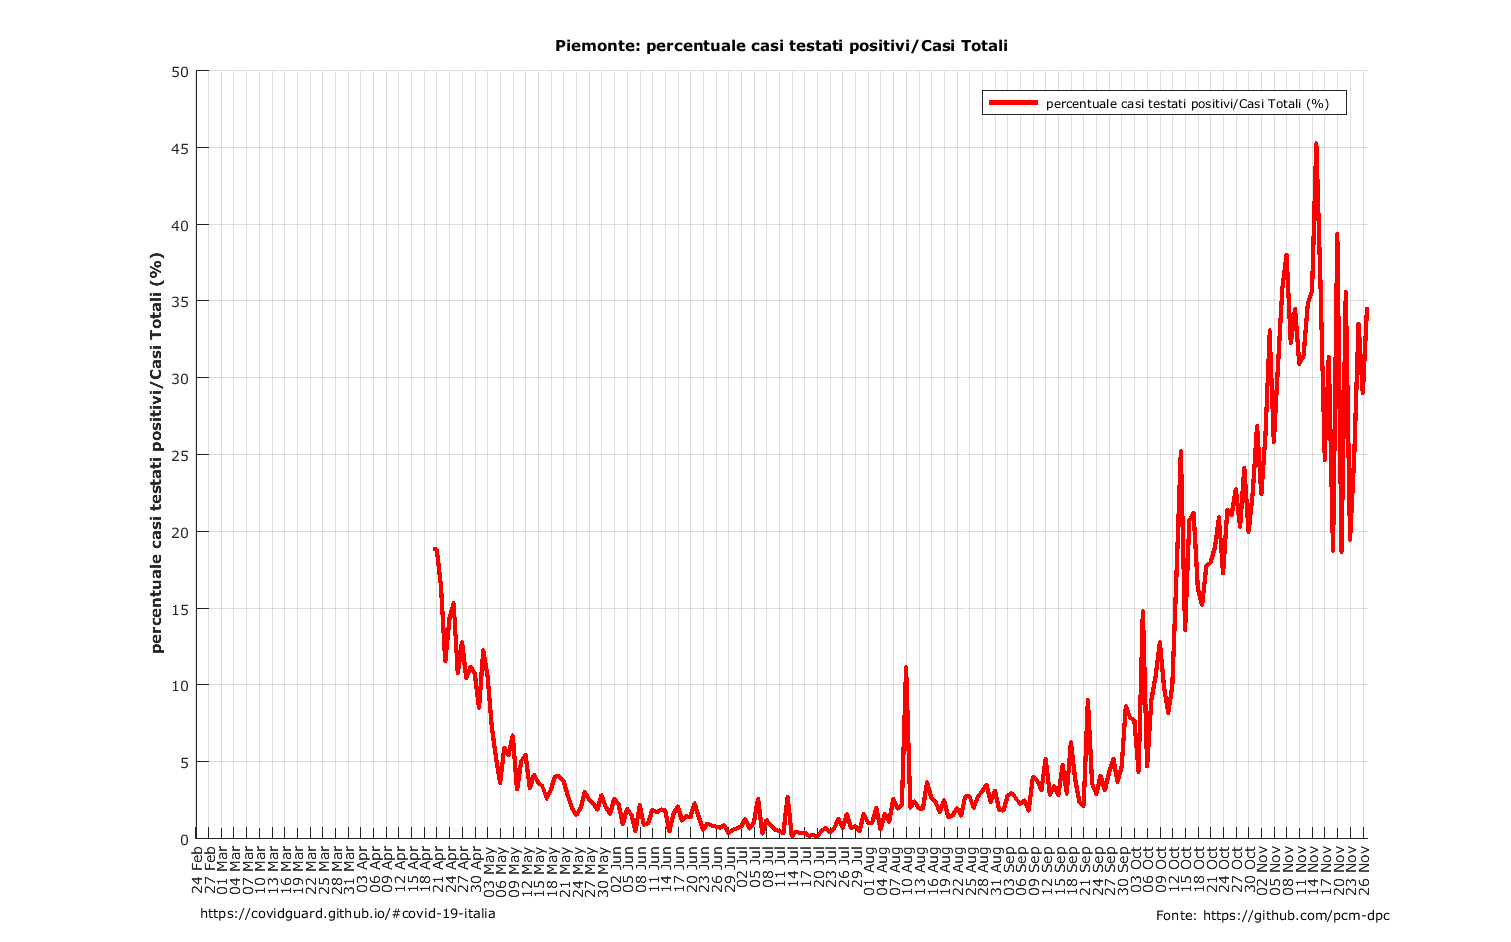 Piemonte: percentuale casi testati positivi/Casi Totali
percentuale casi testati positivi/Casi Totali (%)
percentuale casi testati positivi/Casi Totali (%)
50
45
40
35
30
25
20
15
10
5
0
24 Feb
27 Feb
01 Mar
04 Mar
07 Mar
10 Mar
13 Mar
16 Mar
19 Mar
22 Mar
25 Mar
28 Mar
31 Mar
03 Apr
06 Apr
09 Apr
12 Apr
15 Apr
18 Apr
21 Apr
24 Apr
27 Apr
30 Apr
03 May
06 May
09 May
12 May
15 May
18 May
21 May
24 May
27 May
30 May
02 Jun
05 Jun
08 Jun
11 Jun
14 Jun
17 Jun
20 Jun
23 Jun
26 Jun
29 Jun
02 Jul
05 Jul
08 Jul
11 Jul
14 Jul
17 Jul
20 Jul
23 Jul
26 Jul
29 Jul
01 Aug
04 Aug
07 Aug
10 Aug
13 Aug
16 Aug
19 Aug
22 Aug
25 Aug
28 Aug
31 Aug
03 Sep
06 Sep
09 Sep
12 Sep
15 Sep
18 Sep
21 Sep
24 Sep
27 Sep
30 Sep
03 Oct
06 Oct
09 Oct
12 Oct
15 Oct
18 Oct
21 Oct
24 Oct
27 Oct
30 Oct
02 Nov
05 Nov
08 Nov
11 Nov
14 Nov
17 Nov
20 Nov
23 Nov
26 Nov
https://covidguard.github.io/#covid-19-italia
Fonte: https://github.com/pcm-dpc